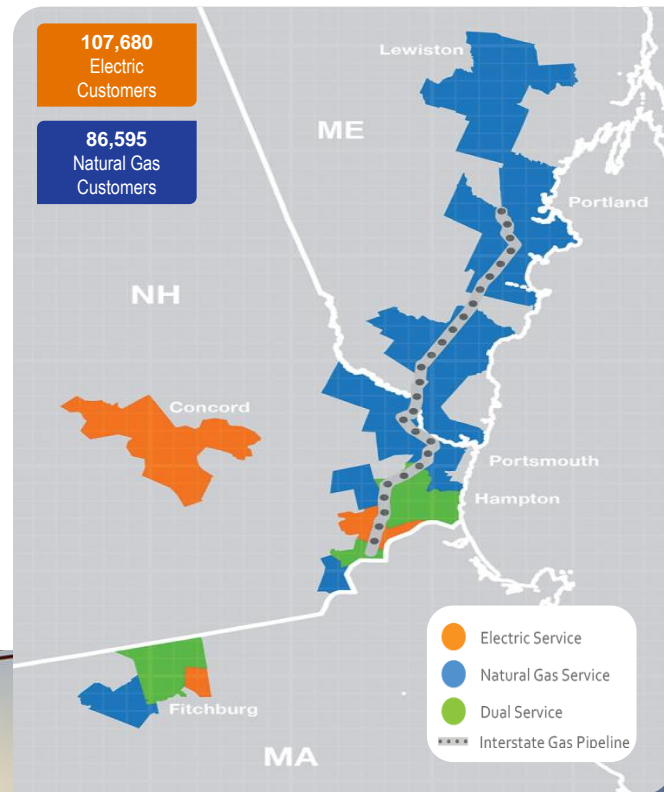 107,680
Electric
Customers
86,595
Natural Gas
Customers
Lewiston
ME
Portland
NH
Concord
Portsmouth
Hampton
Electric Service
Natural Gas Service
Dual Service
Interstate Gas Pipeline
Fitchburg
MA